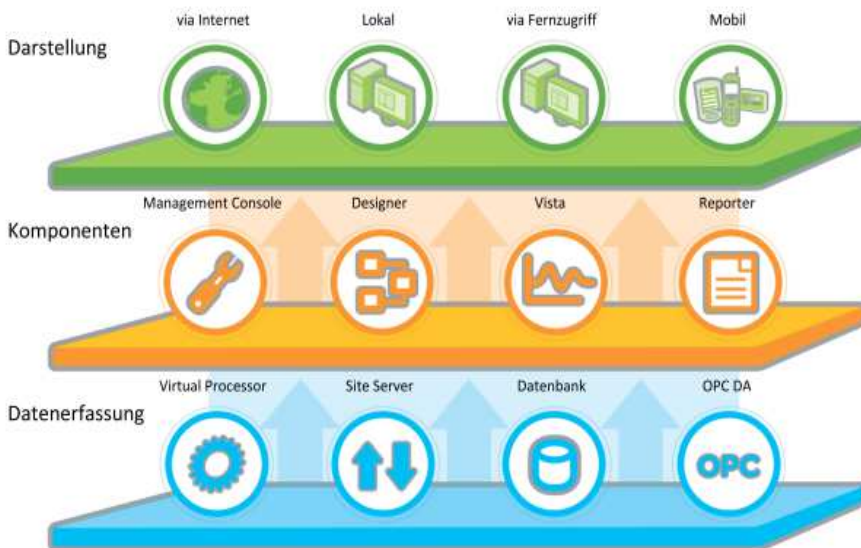 via Internet Lokal via Fernzugriff Mobil
Darstellung
Management Console Designer Vista Reporter
Komponenten
Virtual Processor Site Server Datenbank OPC DA
Datenerfassung
OPC